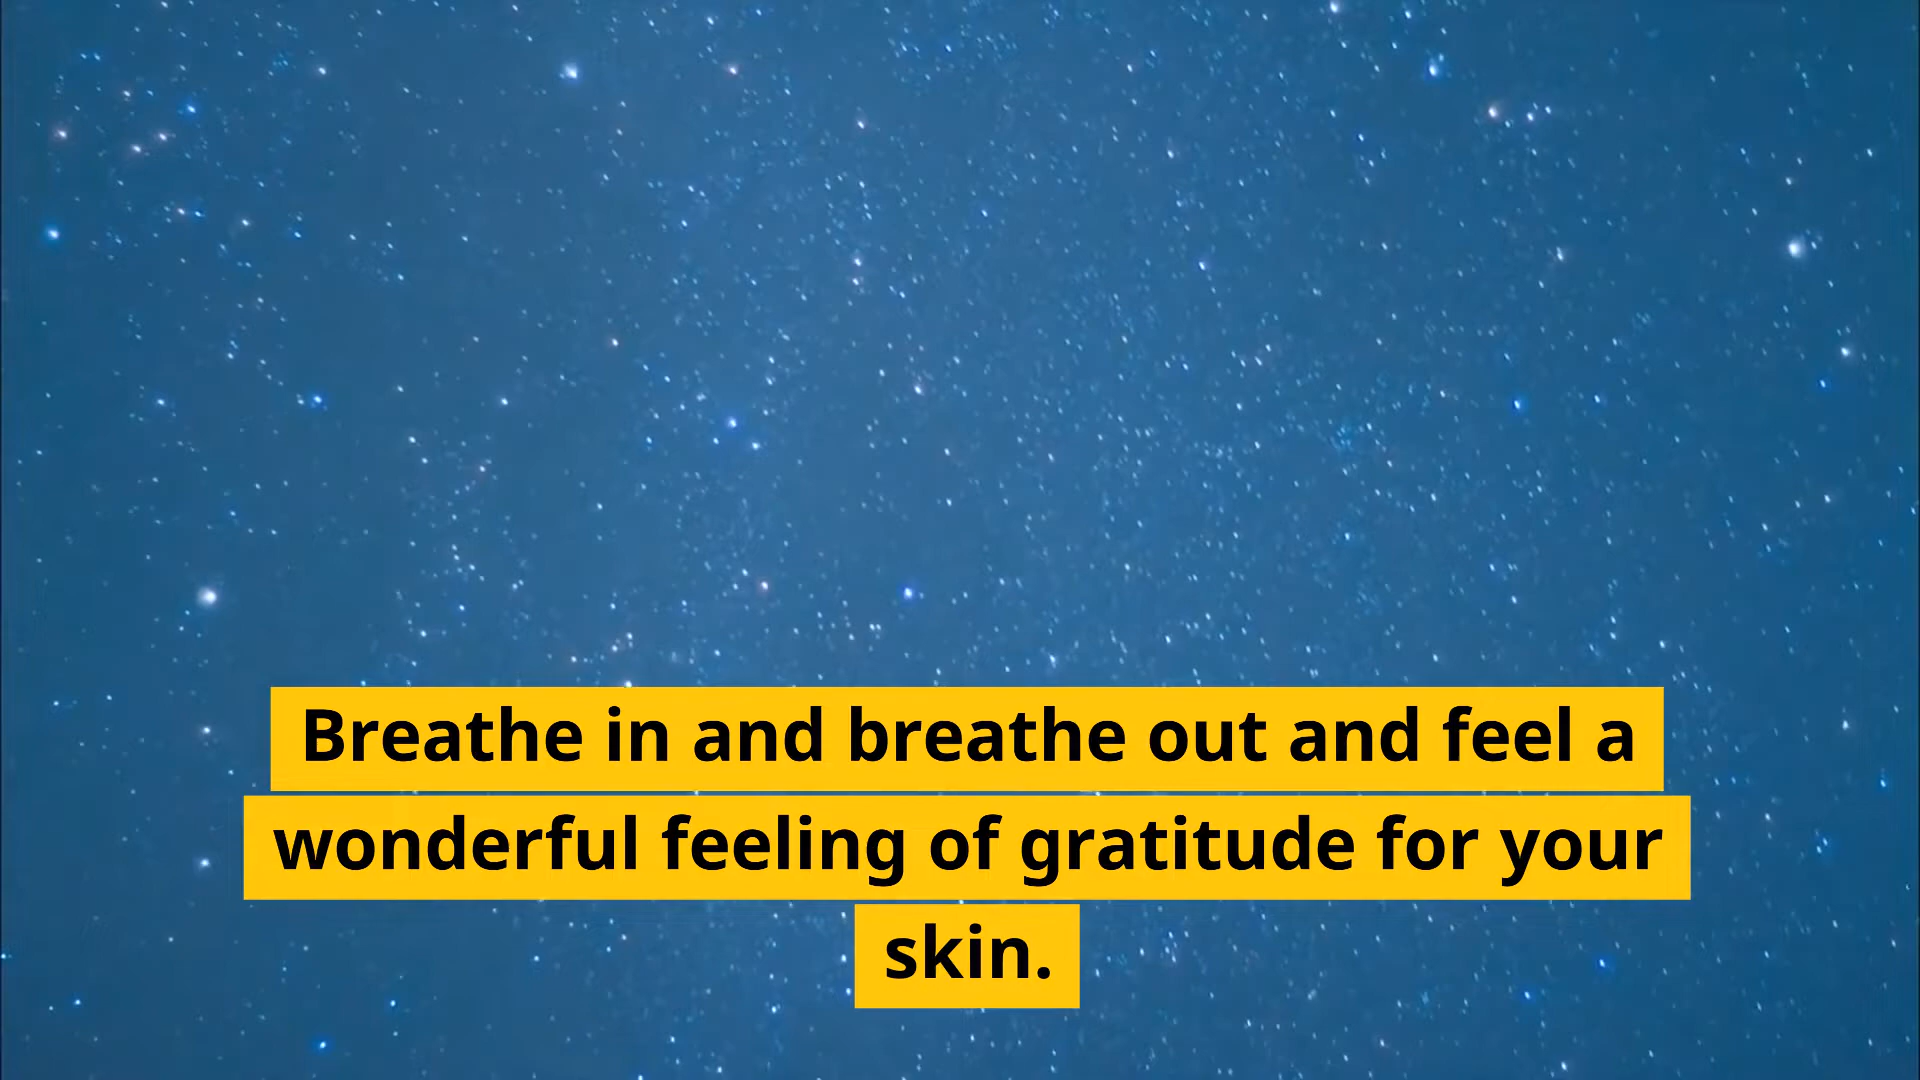 Breathe in and breathe out and feel a
wonderful feeling of gratitude for your
skin.